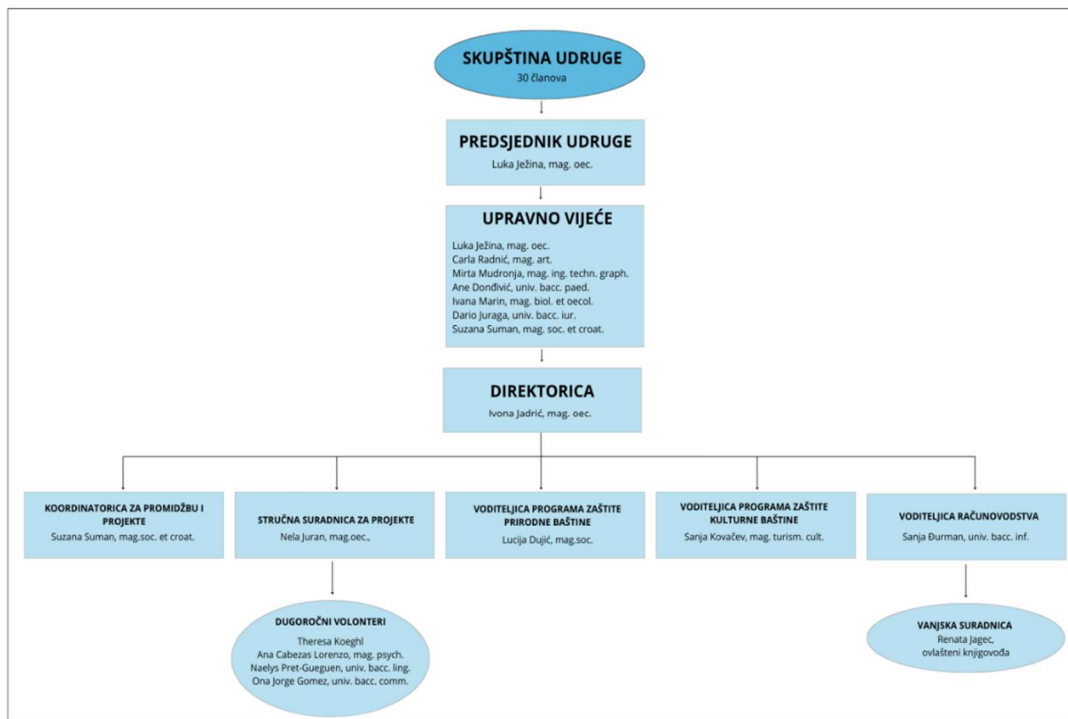 SKUPŠTINA UDRUGE
30 članova
PREDSJEDNIK UDRUGE
Luka Ježina, mag. oec.
UPRAVNO VIJEĆE
Luka Ježina, mag. oec.
Carla Radnić, mag. art.
Mirta Mudronja, mag. ing. techn. graph.
Ane Donđivić, univ. bacc. paed.
Ivana Marin, mag. biol. et oecol.
Dario Juraga, univ. bacc. iur.
Suzana Suman, mag. soc. et croat.
DIREKTORICA
Ivona Jadrić, mag. oec.
KOORDINATORICA ZA PROMIDŽBU I
PROJEKTE
Suzana Suman, mag.soc. et croat.
STRUČNA SURADNICA ZA PROJEKTE
Nela Juran, mag.oec.,
VODITELJICA PROGRAMA ZAŠTITE
PRIRODNE BAŠTINE
Lucija Dujić, mag.soc.
VODITELJICA PROGRAMA ZAŠTITE
KULTURNE BAŠTINE
Sanja Kovačev, mag. turism. cult.
VODITELJICA RAČUNOVODSTVA
Sanja Đurman, univ. bacc. inf.
DUGOROČNI VOLONTERI
Theresa Koeghl
Ana Cabezas Lorenzo, mag. psych.
Naelys Pret-Gueguen, univ. bacc. ling.
Ona Jorge Gomez, univ. bacc. comm.
VANJSKA SURADNICA
Renata Jagec,
ovlašteni knjigovođa